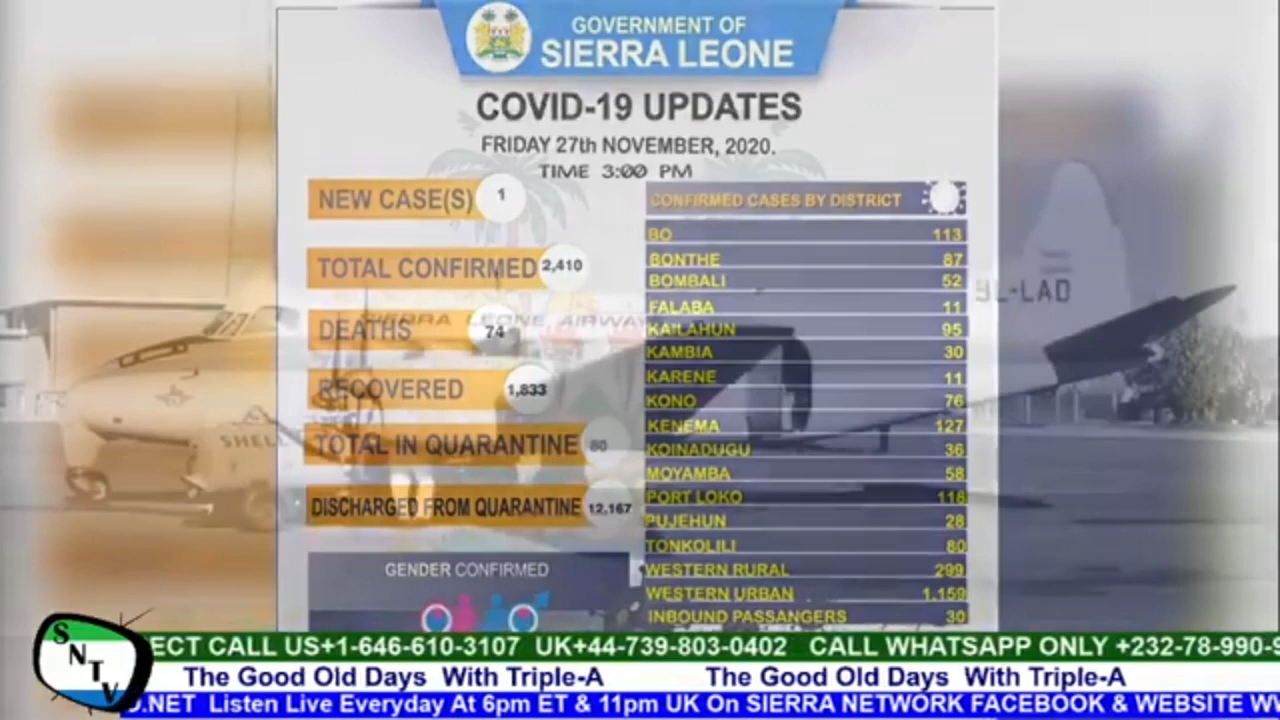 GOVERNMENT OF
SIERRA LEONE
COVID-19 UPDATES
FRIDAY 27th NOVEMBER, 2020.
TIME 3:00 PM
NEW CASE(S) 1
TOTAL CONFIRMED 2,410
DEATHS 74
RECOVERED 1,833
TOTAL IN QUARANTINE 80
DISCHARGED FROM QUARANTINE 12,167
GENDER CONFIRMED
CONFIRMED CASES BY DISTRICT
BO 113
BONTHE 87
BOMBALI 52
FALABA 11
KAILAHUN 95
KAMBIA 30
KARENE 11
KONO 76
KENEMA 127
KOINADUGU 36
MOYAMBA 58
PORT LOKO 118
PUJEHUN 28
TONKOLILI 80
WESTERN RURAL 299
WESTERN URBAN 1,159
INBOUND PASSANGERS 30
SIERRA LEONE AIRWAY
SHELL
9L-LAD
SNTV
ECT CALL US+1-646-610-3107 UK+44-739-803-0402 CALL WHATSAPP ONLY +232-78-990-9
The Good Old Days With Triple-A The Good Old Days With Triple-A
O.NET Listen Live Everyday At 6pm ET & 11pm UK On SIERRA NETWORK FACEBOOK & WEBSITE WV